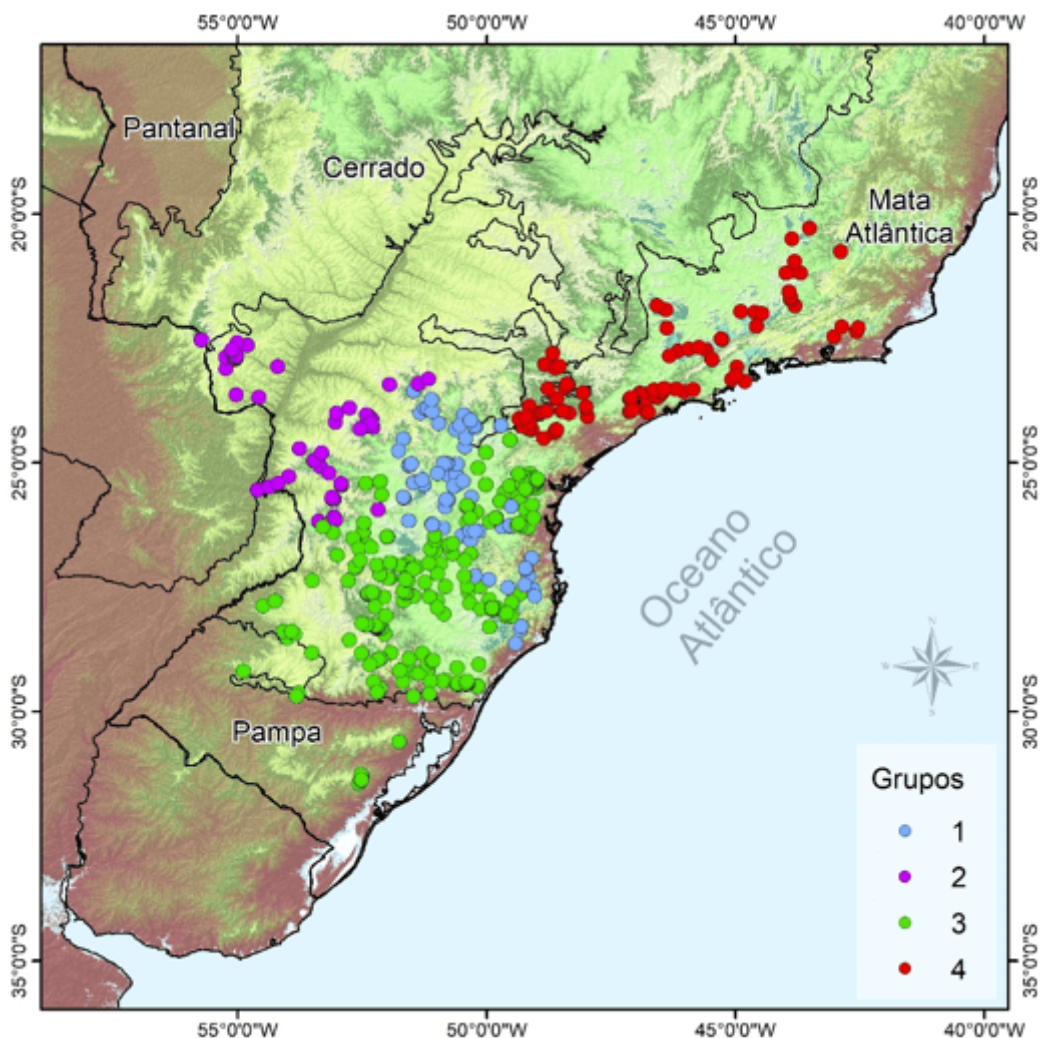 55°0'0"W
50°0'0"W
45°0'0"W
40°0'0"W
20°0'0"S
25°0'0"S
30°0'0"S
35°0'0"S
20°0'0"S
25°0'0"S
30°0'0"S
35°0'0"S
Pantanal
Cerrado
Mata
Atlântica
Oceano
Atlântico
Pampa
N
W
E
S
Grupos
1
2
3
4
55°0'0"W
50°0'0"W
45°0'0"W
40°0'0"W